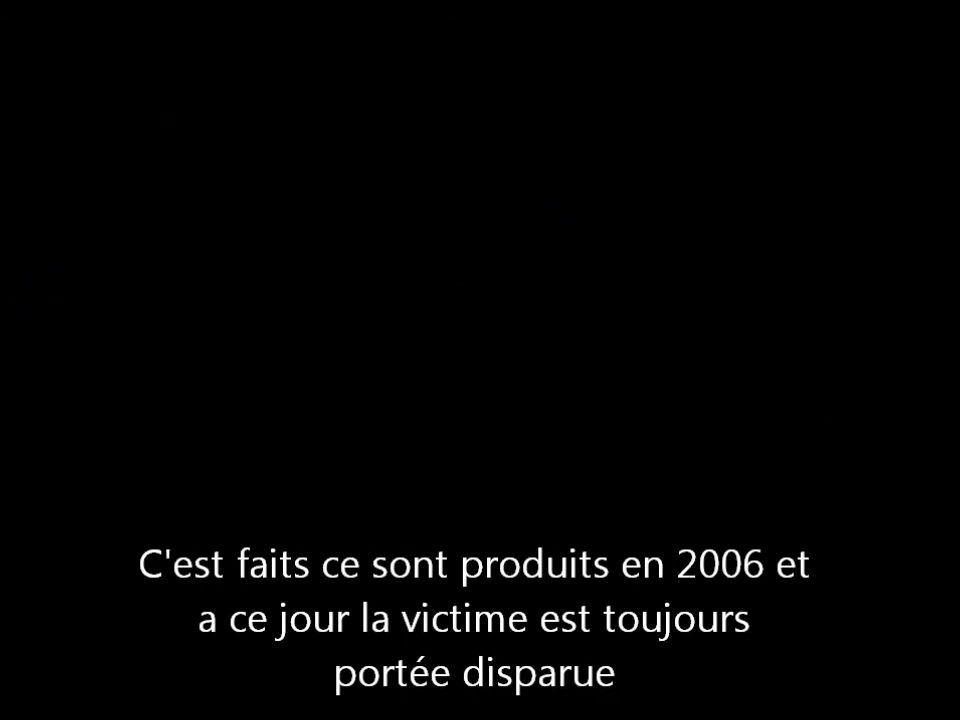 C'est faits ce sont produits en 2006 et
a ce jour la victime est toujours
portée disparue